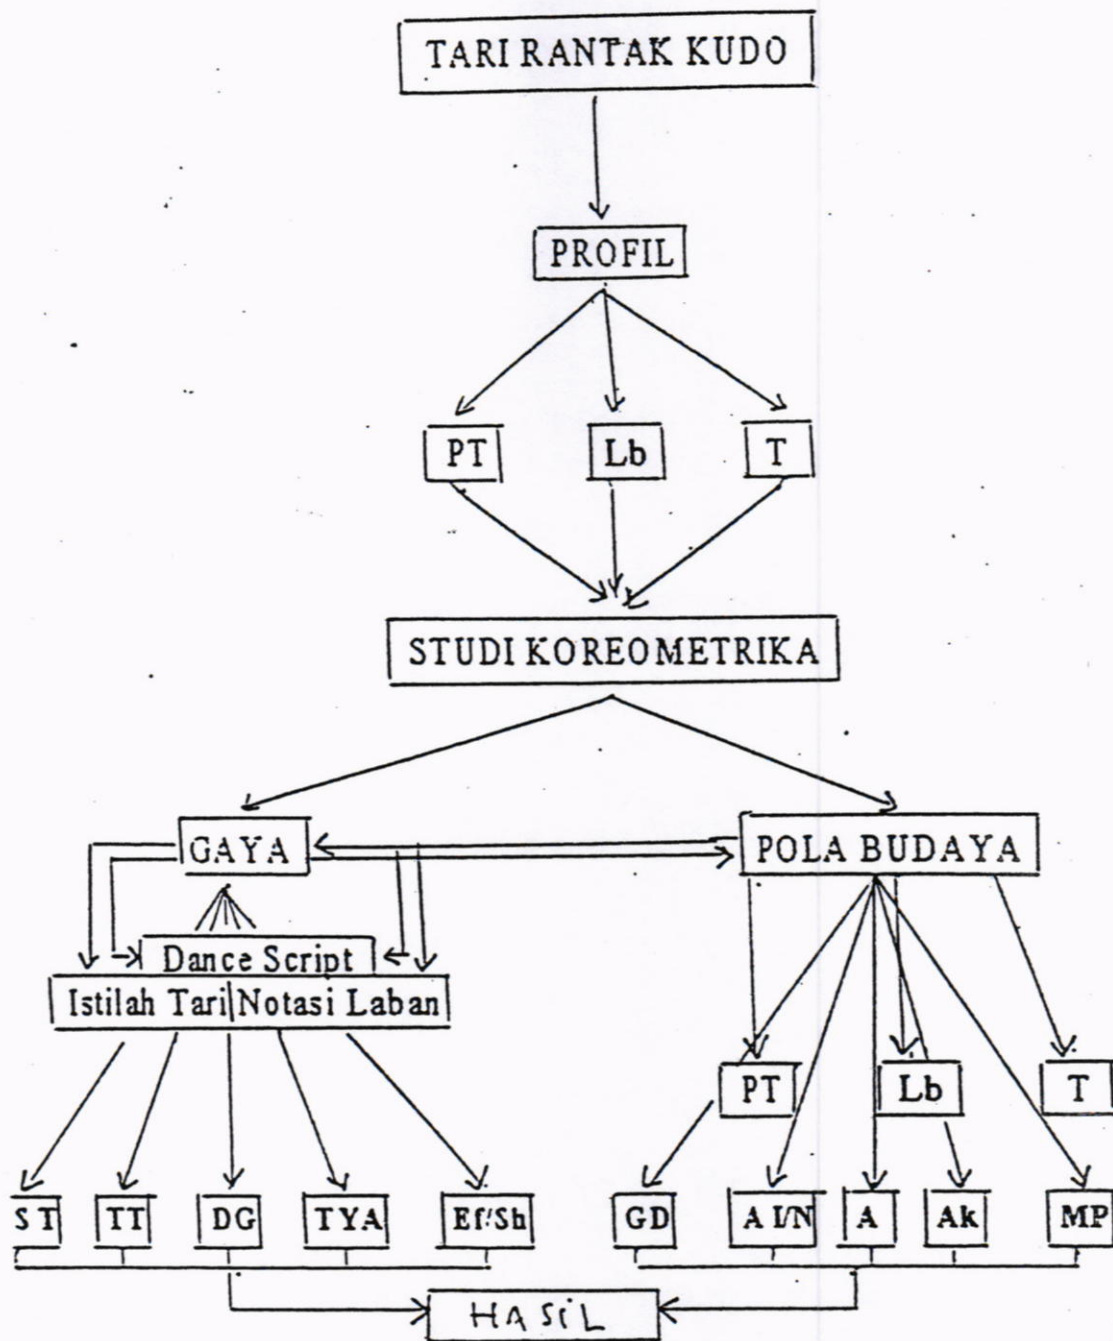 TARI RANTAK KUDO
PROFIL
PT Lb T
STUDI KOREOMETRIKA
GAYA POLA BUDAYA
Dance Script
Istilah Tari Notasi Laban
PT Lb T
ST TT DG TYA Ef/Sh GD A I/N A Ak MP
HASIL